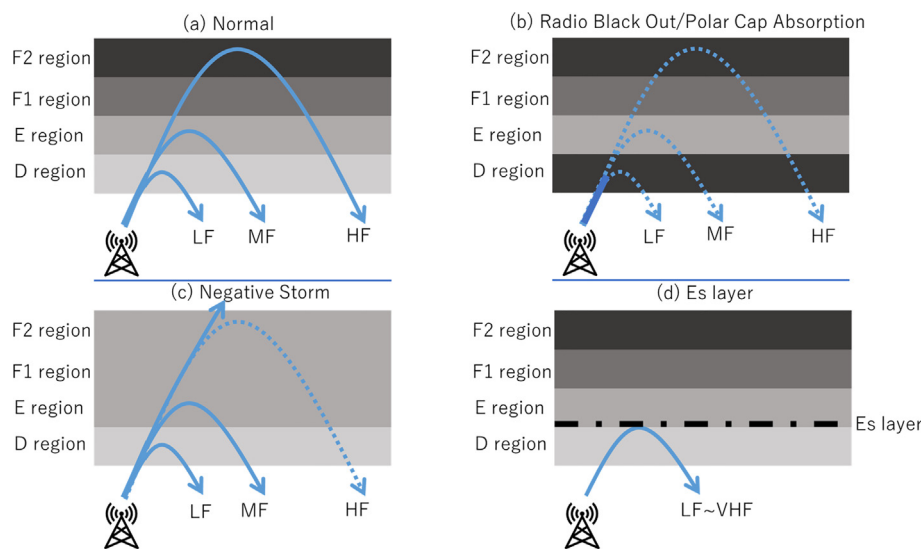 (a) Normal
F2 region
F1 region
E region
D region
LF MF HF
(b) Radio Black Out/Polar Cap Absorption
F2 region
F1 region
E region
D region
LF MF HF
(c) Negative Storm
F2 region
F1 region
E region
D region
LF MF HF
(d) Es layer
F2 region
F1 region
E region
Es layer
D region
LF~VHF